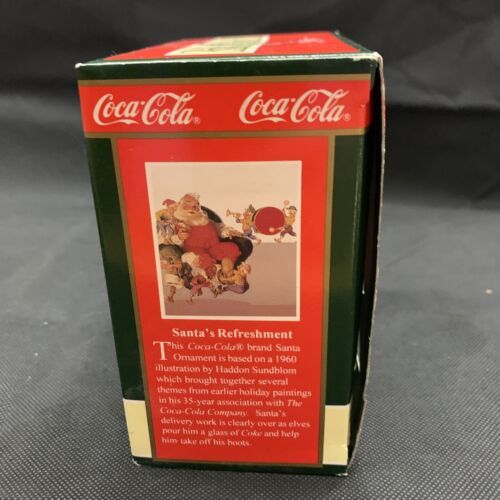 Coca-Cola® Coca-Cola®
Santa's Refreshment
This Coca-Cola® brand Santa
Ornament is based on a 1960
illustration by Haddon Sundblom
which brought together several
themes from earlier holiday paintings
in his 35-year association with The
Coca-Cola Company. Santa's
delivery work is clearly over as elves
pour him a glass of Coke and help
him take off his boots.